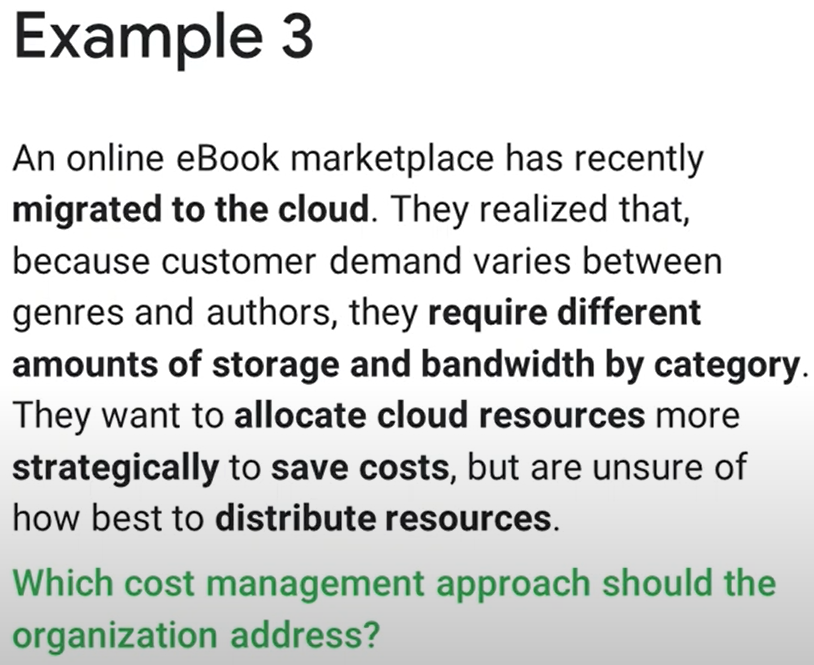 Example 3
An online eBook marketplace has recently
migrated to the cloud. They realized that,
because customer demand varies between
genres and authors, they require different
amounts of storage and bandwidth by category.
They want to allocate cloud resources more
strategically to save costs, but are unsure of
how best to distribute resources.
Which cost management approach should the
organization address?